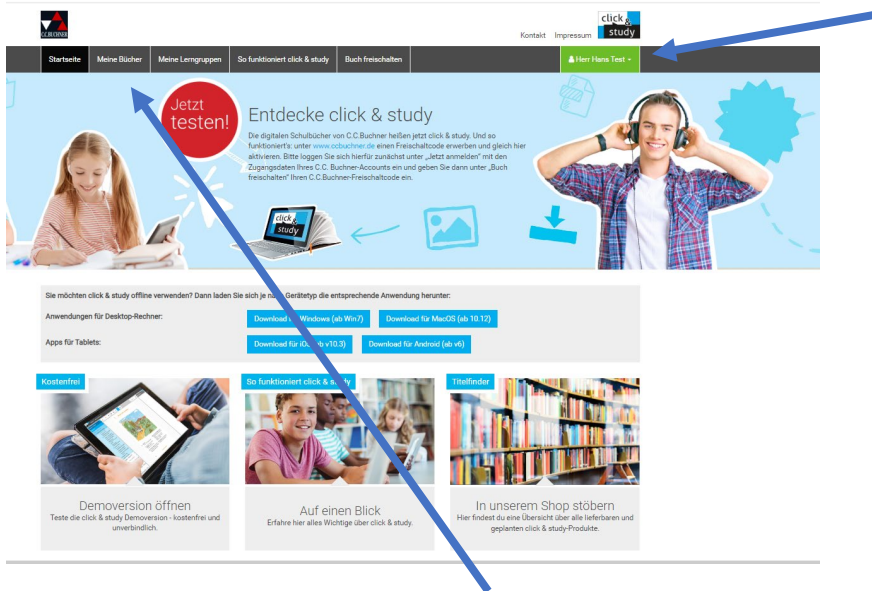 C.C.BUCHNER
Kontakt Impressum
click &
study
Startseite Meine Bücher Meine Lerngruppen So funktioniert click & study Buch freischalten Herr Hans Test
Jetzt
testen!
Entdecke click & study
Die digitalen Schulbücher von C.C.Buchner heißen jetzt click & study. Und so
funktioniert's: unter www.ccbuchner.de einen Freischaltcode erwerben und gleich hier
aktivieren. Bitte loggen Sie sich hierfür zunächst unter „Jetzt anmelden" mit den
Zugangsdaten Ihres C.C. Buchner-Accounts ein und geben Sie dann unter „Buch
freischalten" Ihren C.C.Buchner-Freischaltcode ein.
click &
study
Sie möchten click & study offline verwenden? Dann laden Sie sich je nach Gerätetyp die entsprechende Anwendung herunter:
Anwendungen für Desktop-Rechner: Download Windows (ab Win7) Download für MacOS (ab 10.12)
Apps für Tablets: Download für v10.3) Download für Android (ab v6)
Kostenfrei
So funktioniert click & study
Titelfinder
Demoversion öffnen
Teste die click & study Demoversion - kostenfrei und
unverbindlich.
Auf einen Blick
Erfahre hier alles Wichtige über click & study.
In unserem Shop stöbern
Hier findest du eine Übersicht über alle lieferbaren und
geplanten click & study-Produkte.